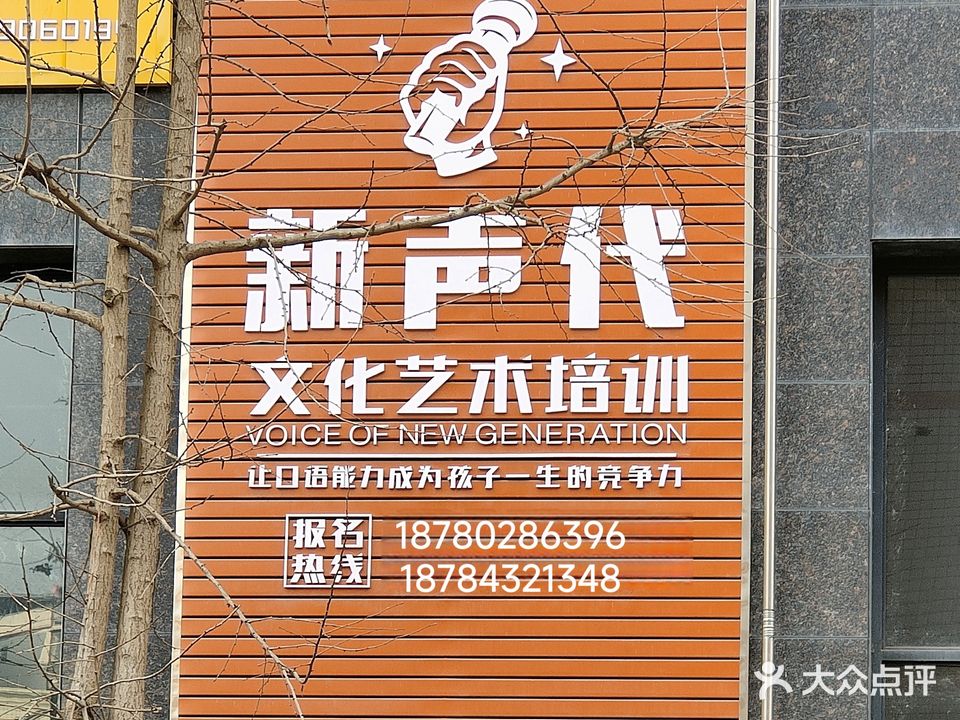 新声代
文化艺术培训
VOICE OF NEW GENERATION
让口语能力成为孩子一生的竞争力
报名
热线
18780286396
18784321348
大众点评